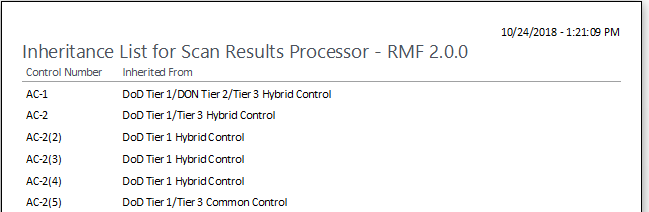 10/24/2018 - 1:21:09 PM
Inheritance List for Scan Results Processor - RMF 2.0.0
Control Number Inherited From
AC-1 DoD Tier 1/DON Tier 2/Tier 3 Hybrid Control
AC-2 DoD Tier 1/Tier 3 Hybrid Control
AC-2(2) DoD Tier 1 Hybrid Control
AC-2(3) DoD Tier 1 Hybrid Control
AC-2(4) DoD Tier 1 Hybrid Control
AC-2(5) DoD Tier 1/Tier 3 Common Control